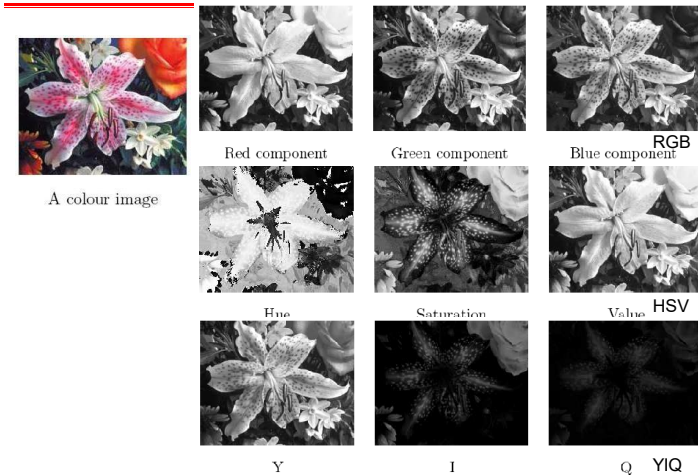 A colour image
Red component
Green component
Blue component
RGB
Hue
Saturation
Value
HSV
Y
I
Q
YIQ